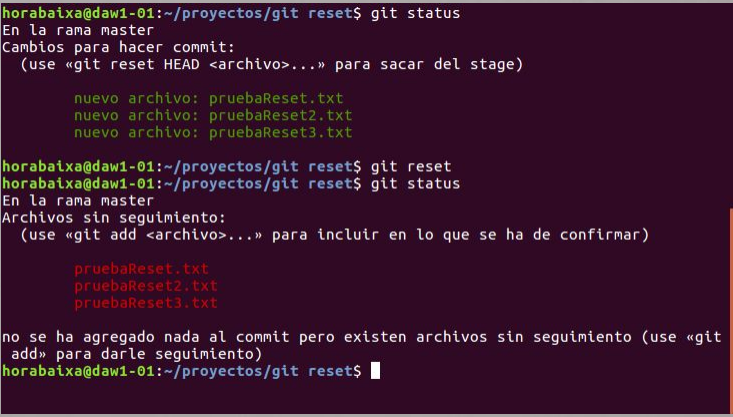 horabaixa@daw1-01:~/proyectos/git reset$ git status
En la rama master
Cambios para hacer commit:
  (use «git reset HEAD <archivo>...» para sacar del stage)
nuevo archivo: pruebaReset.txt
nuevo archivo: pruebaReset2.txt
nuevo archivo: pruebaReset3.txt
horabaixa@daw1-01:~/proyectos/git reset$ git reset
horabaixa@daw1-01:~/proyectos/git reset$ git status
En la rama master
Archivos sin seguimiento:
  (use «git add <archivo>...» para incluir en lo que se ha de confirmar)
pruebaReset.txt
pruebaReset2.txt
pruebaReset3.txt
no se ha agregado nada al commit pero existen archivos sin seguimiento (use «git
 add» para darle seguimiento)
horabaixa@daw1-01:~/proyectos/git reset$